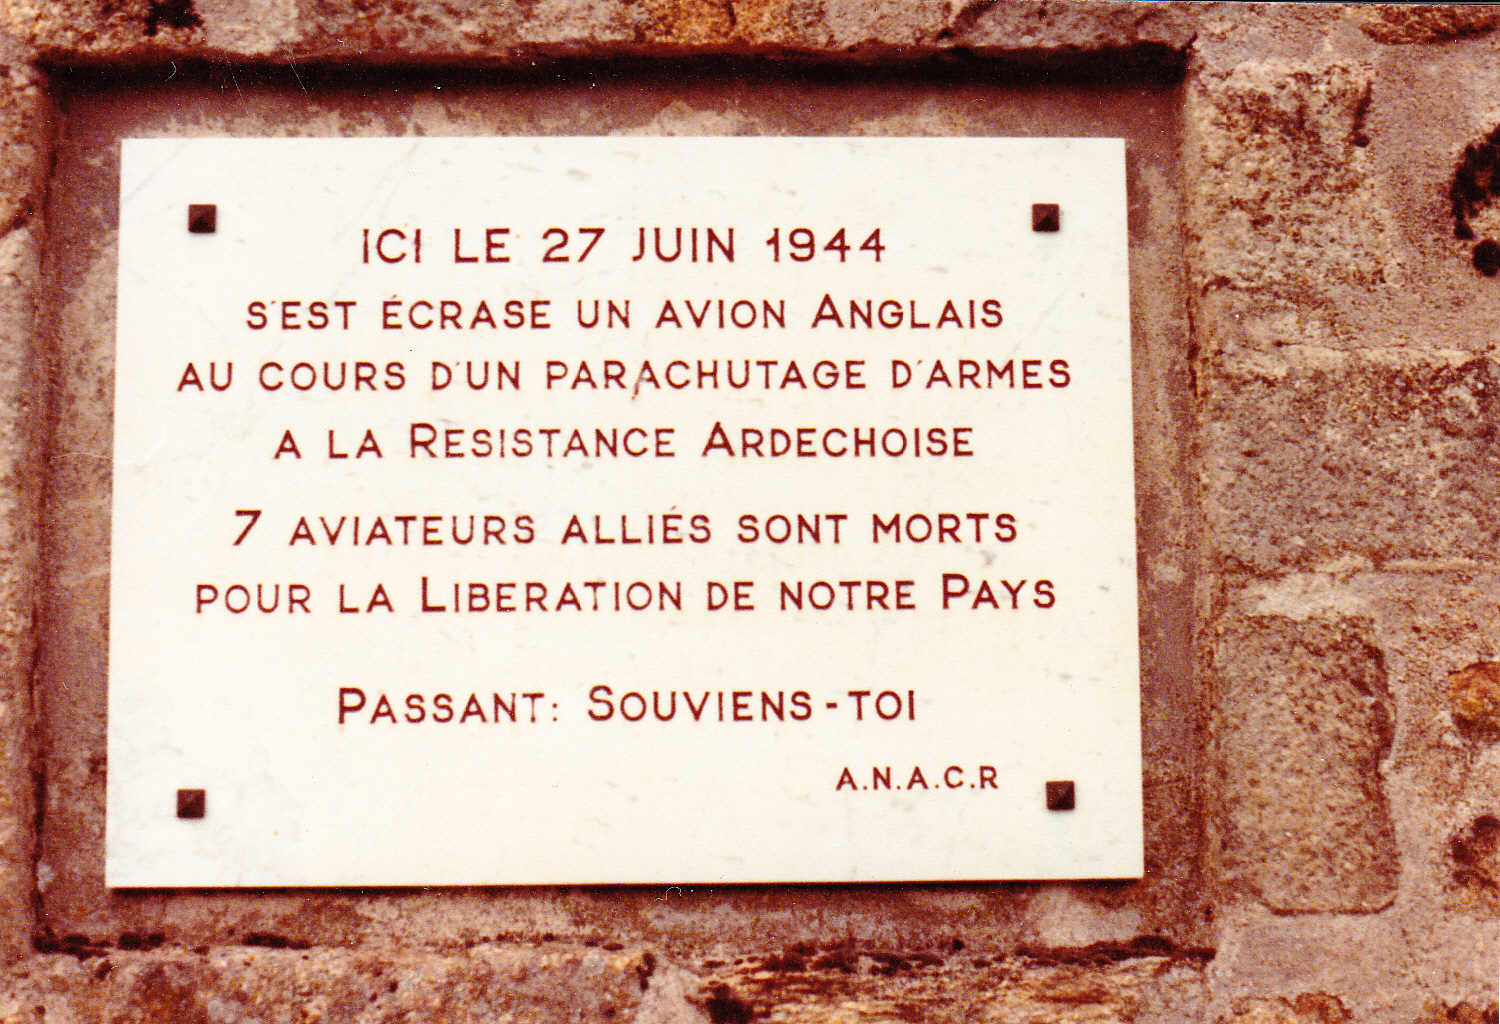 ICI LE 27 JUIN 1944
S'EST ÉCRASE UN AVION ANGLAIS
AU COURS D'UN PARACHUTAGE D'ARMES
A LA RESISTANCE ARDECHOISE
7 AVIATEURS ALLIÉS SONT MORTS
POUR LA LIBERATION DE NOTRE PAYS
PASSANT: SOUVIENS-TOI
A.N.A.C.R